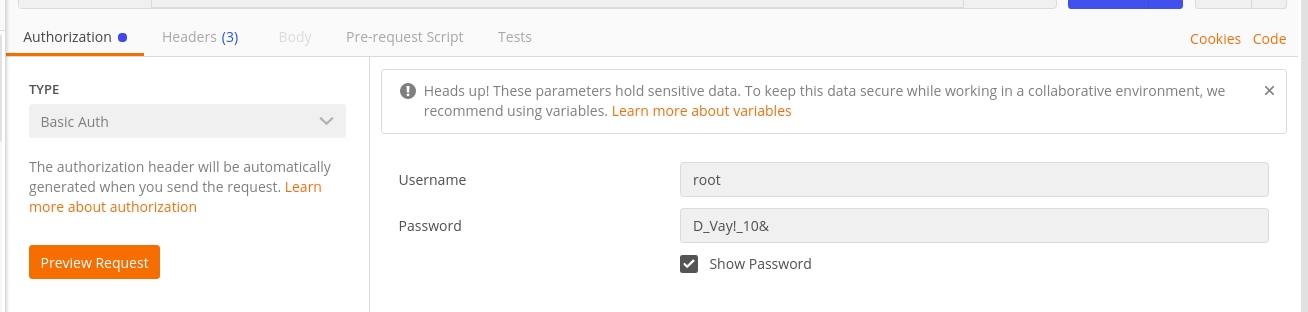 Authorization Headers (3) Body Pre-request Script Tests Cookies Code
TYPE
Basic Auth
The authorization header will be automatically
generated when you send the request. Learn
more about authorization
Preview Request
Heads up! These parameters hold sensitive data. To keep this data secure while working in a collaborative environment, we
recommend using variables. Learn more about variables
Username root
Password D_Vay!_10&
Show Password